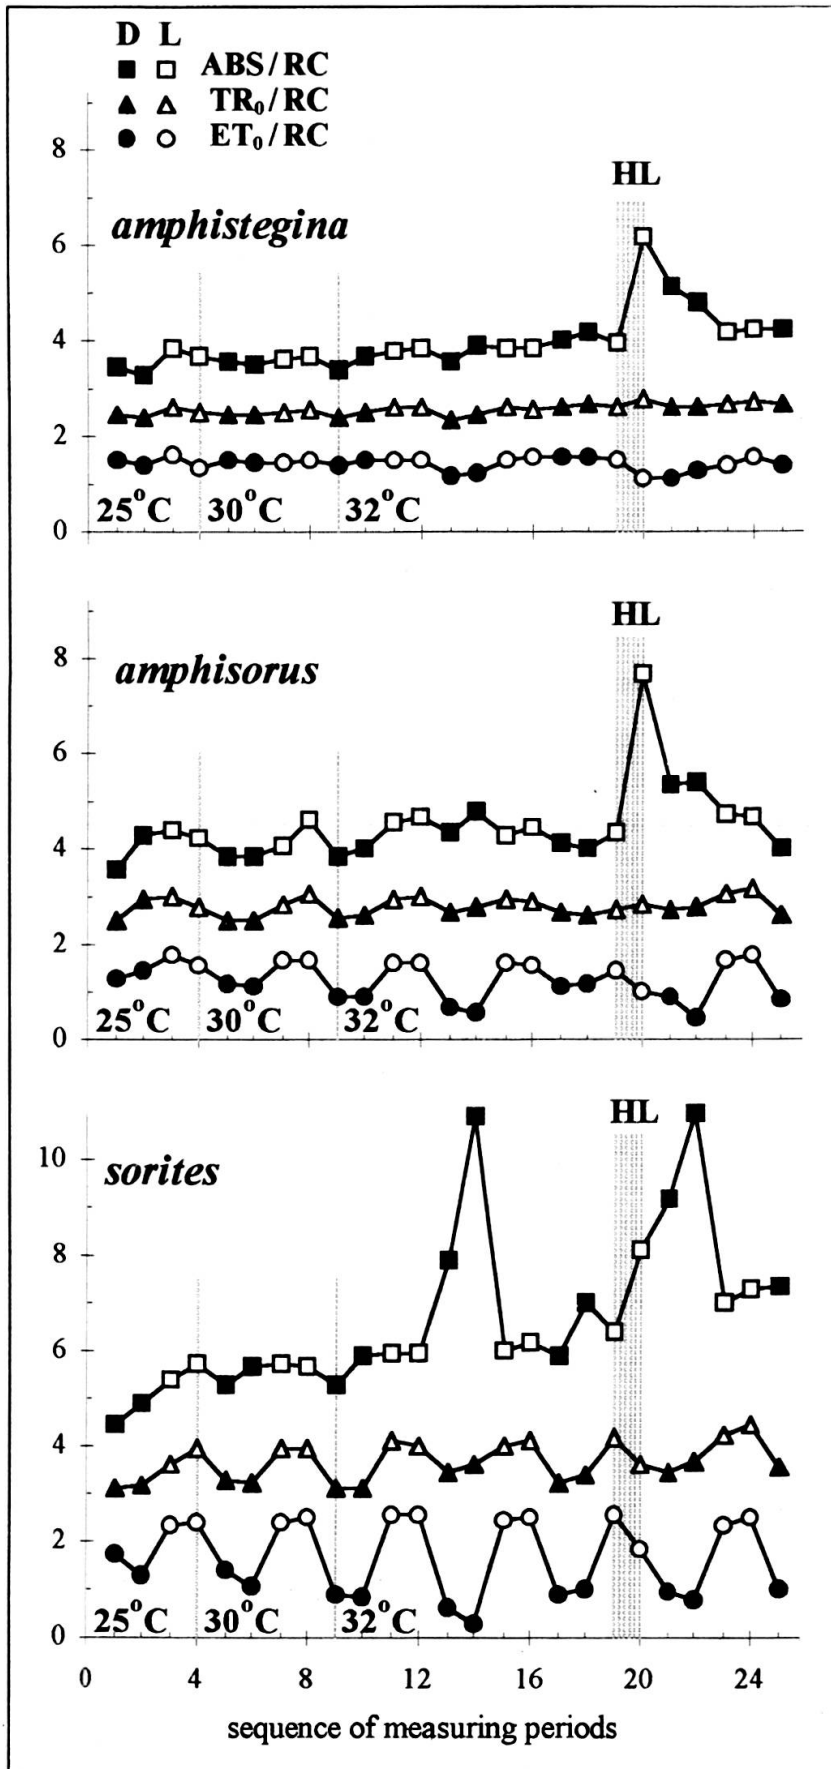 D L
■ □ ABS/RC
▲ △ TR₀/RC
● ○ ET₀/RC
8
HL
amphistegina
6
4
2
25°C 30°C 32°C
0
HL
8
amphisorus
6
4
2
25°C 30°C 32°C
0
HL
10
sorites
8
6
4
2
25°C 30°C 32°C
0
0 4 8 12 16 20 24
sequence of measuring periods